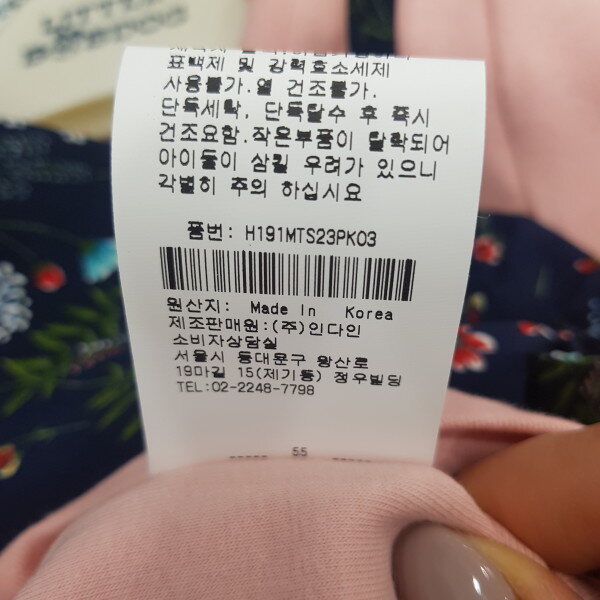 표백제 및 강력효소세제
사용불가.열 건조불가.
단독세탁, 단독탈수 후 즉시
건조요함.작은부품이 탈락되어
아이들이 삼킬 우려가 있으니
각별히 주의 하십시요
품번: H191MTS23PK03
원산지: Made In Korea
제조판매원:(주)인다인
소비자상담실
서울시 동대문구 왕산로
19마길 15(제기동) 정우빌딩
TEL:02-2248-7798
55